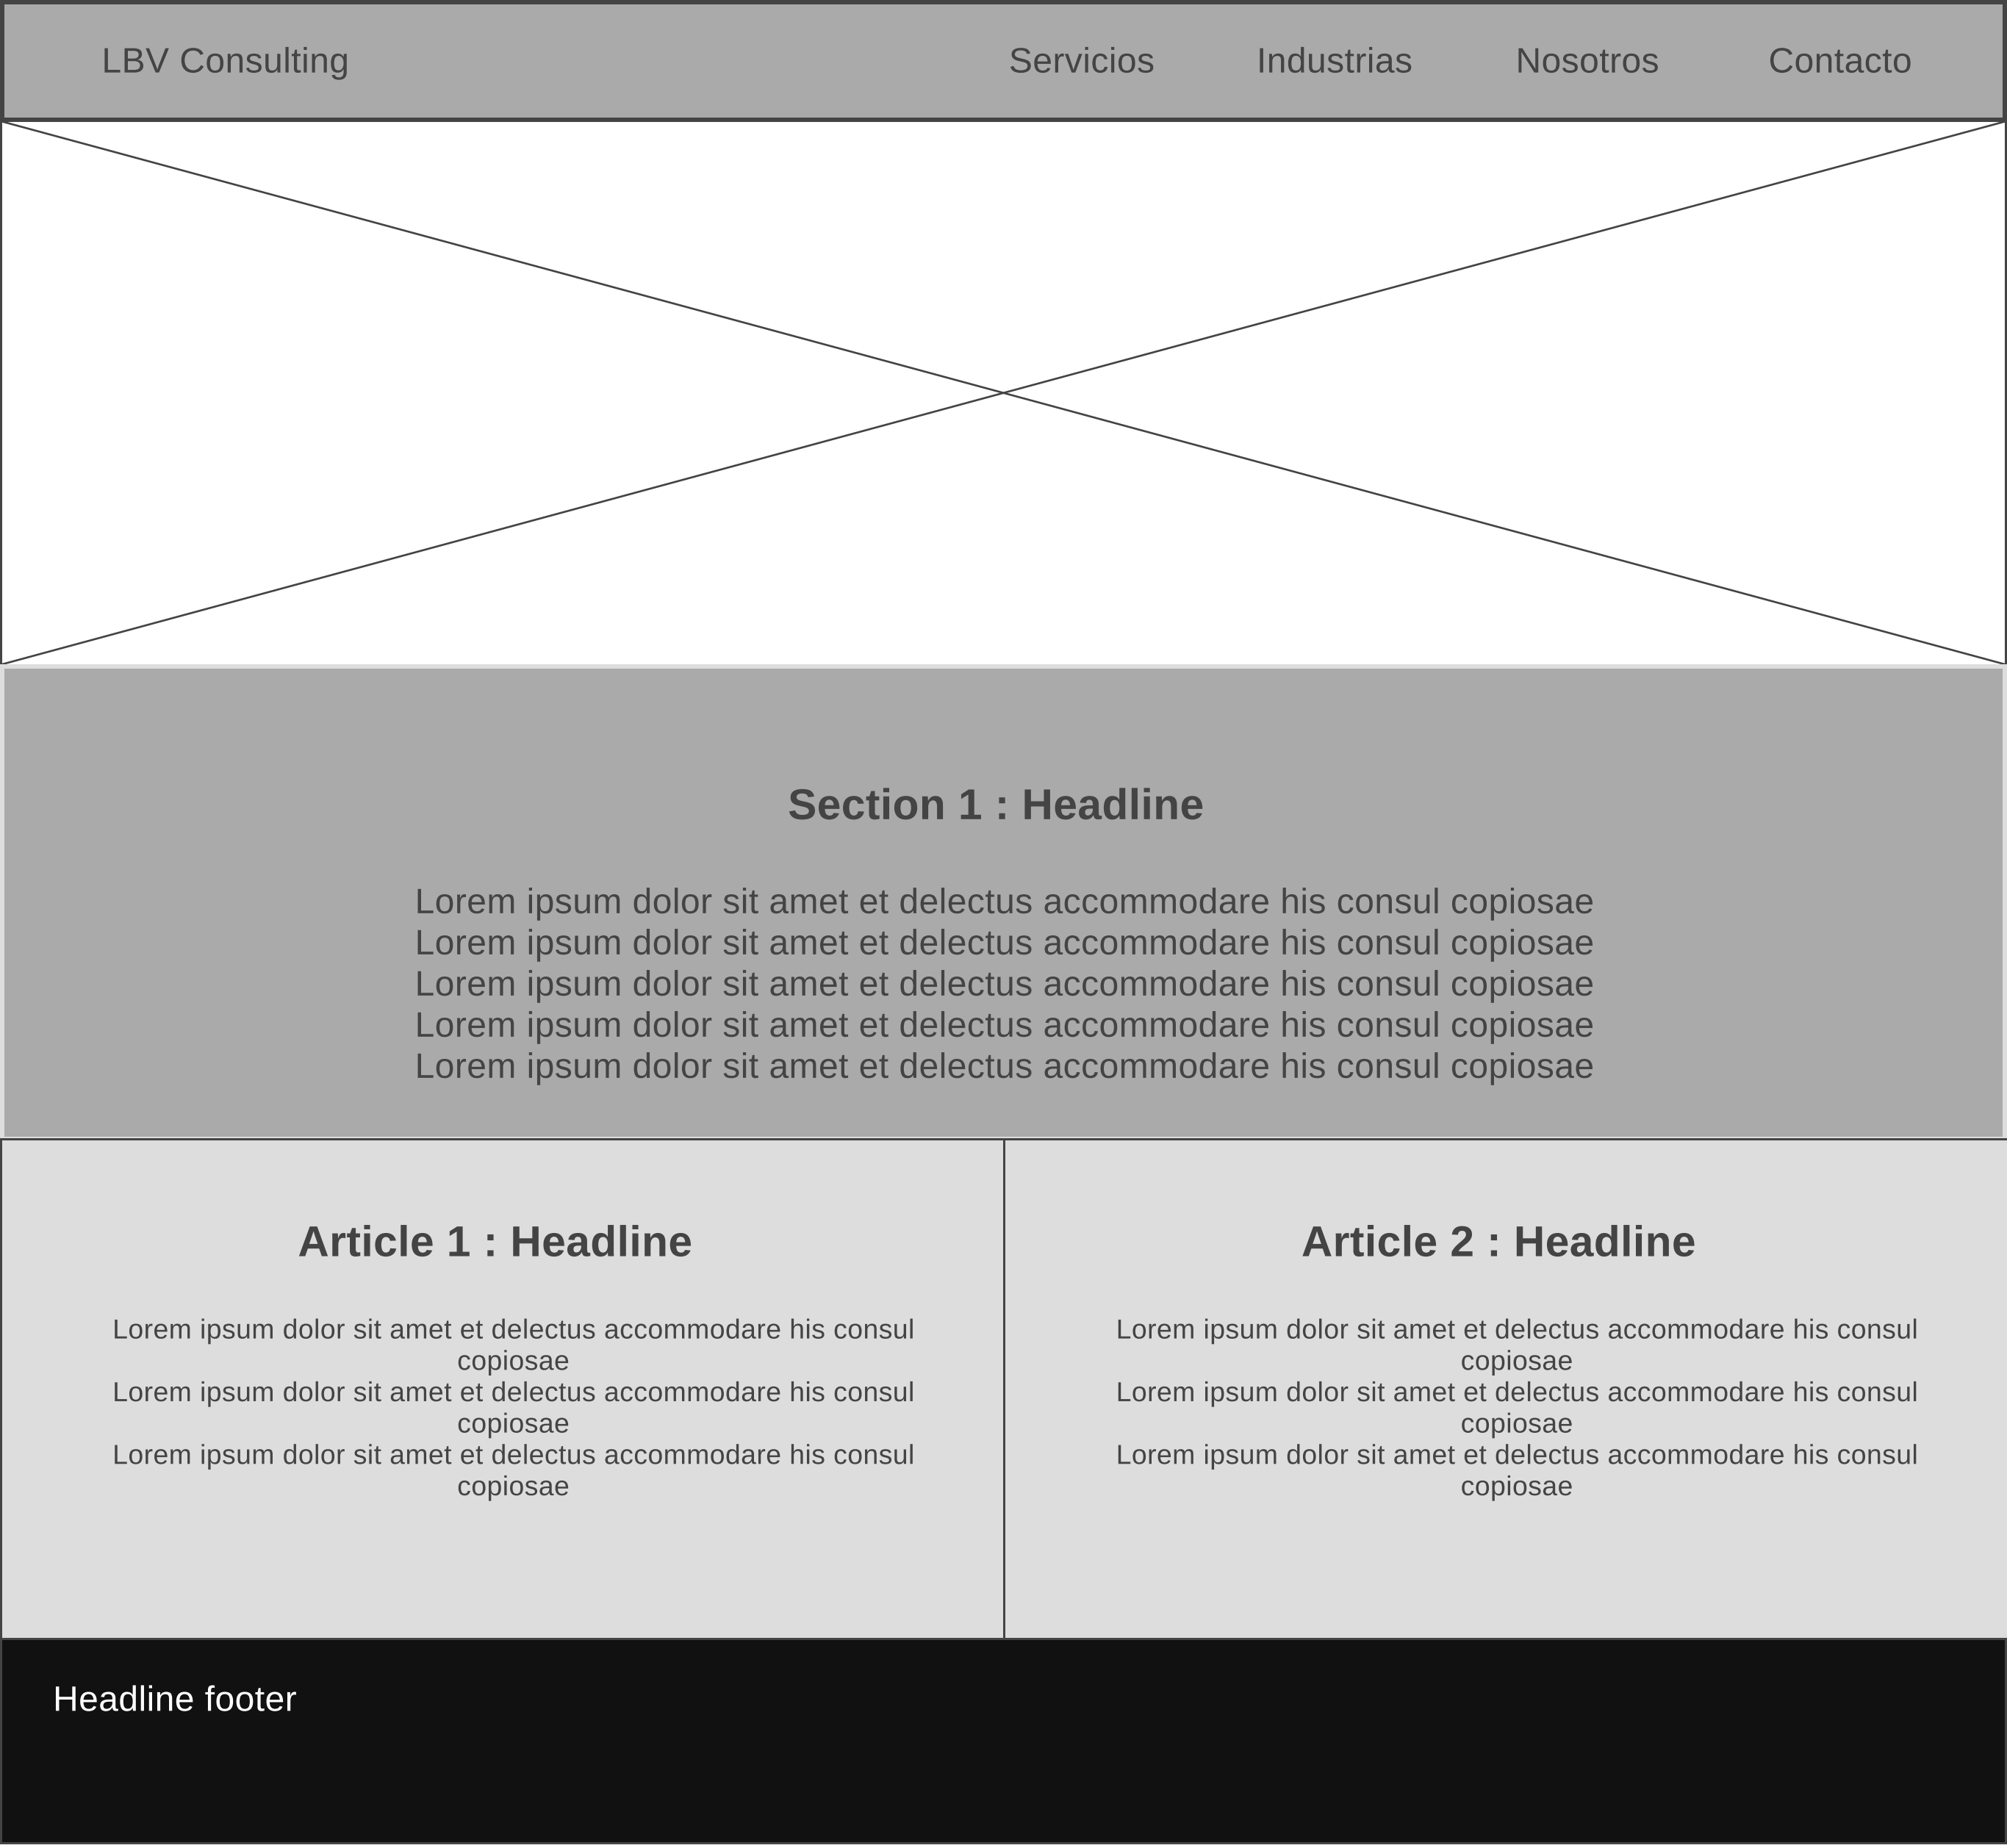 LBV Consulting Servicios Industrias Nosotros Contacto
Section 1 : Headline
Lorem ipsum dolor sit amet et delectus accommodare his consul copiosae
Lorem ipsum dolor sit amet et delectus accommodare his consul copiosae
Lorem ipsum dolor sit amet et delectus accommodare his consul copiosae
Lorem ipsum dolor sit amet et delectus accommodare his consul copiosae
Lorem ipsum dolor sit amet et delectus accommodare his consul copiosae
Article 1 : Headline
Lorem ipsum dolor sit amet et delectus accommodare his consul
copiosae
Lorem ipsum dolor sit amet et delectus accommodare his consul
copiosae
Lorem ipsum dolor sit amet et delectus accommodare his consul
copiosae
Article 2 : Headline
Lorem ipsum dolor sit amet et delectus accommodare his consul
copiosae
Lorem ipsum dolor sit amet et delectus accommodare his consul
copiosae
Lorem ipsum dolor sit amet et delectus accommodare his consul
copiosae
Headline footer